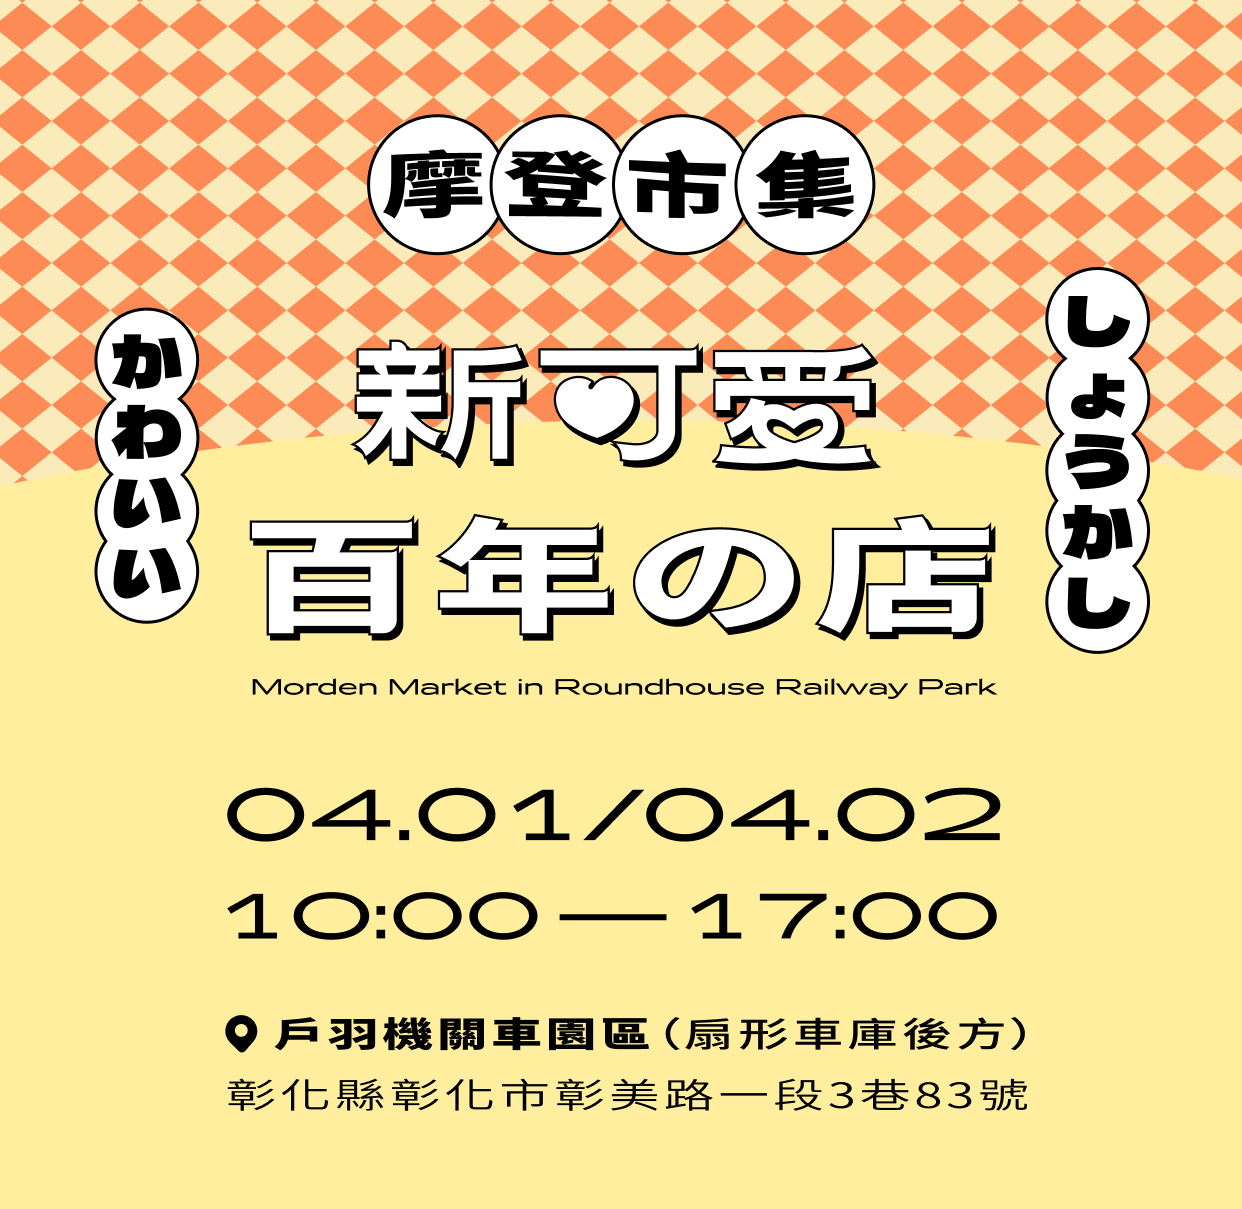 摩登市集
かわいい
しょうかし
新可愛
百年の店
Morden Market in Roundhouse Railway Park
04.01/04.02
10:00 — 17:00
戶羽機關車園區（扇形車庫後方）
彰化縣彰化市彰美路一段3巷83號